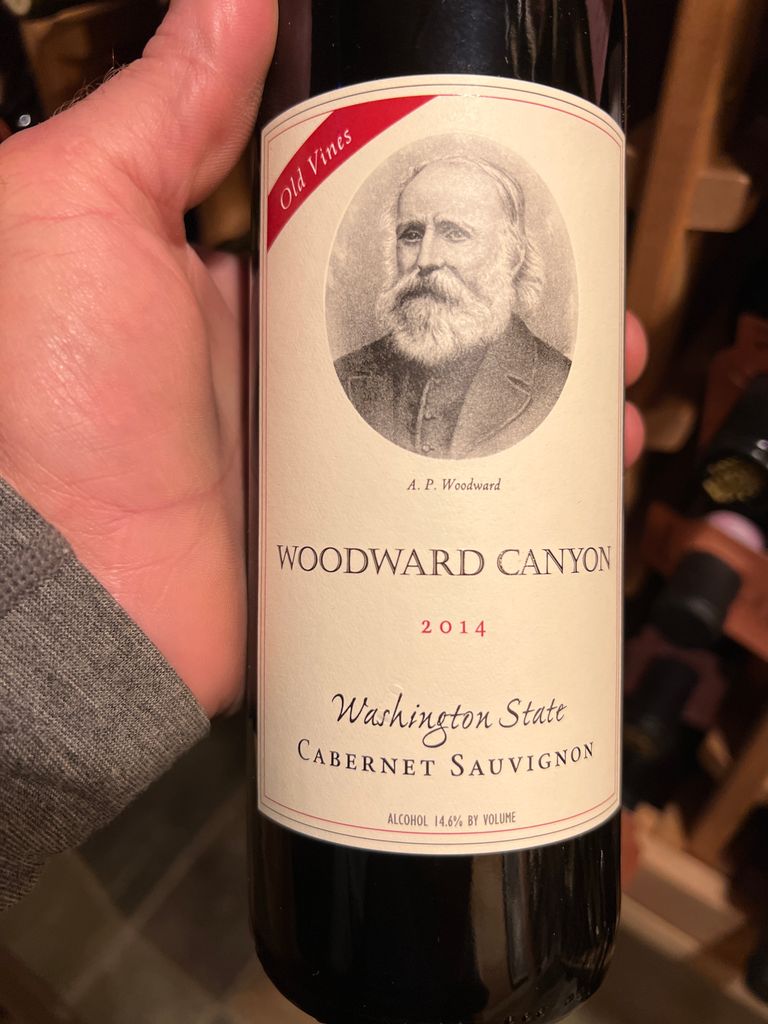 Old Vines
A. P. Woodward
WOODWARD CANYON
2014
Washington State
CABERNET SAUVIGNON
ALCOHOL 14.6% BY VOLUME